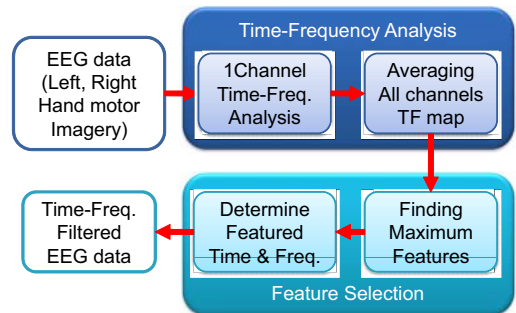 Time-Frequency Analysis
EEG data
(Left, Right
Hand motor
Imagery)
1Channel
Time-Freq.
Analysis
Averaging
All channels
TF map
Finding
Maximum
Features
Determine
Featured
Time & Freq.
Time-Freq.
Filtered
EEG data
Feature Selection